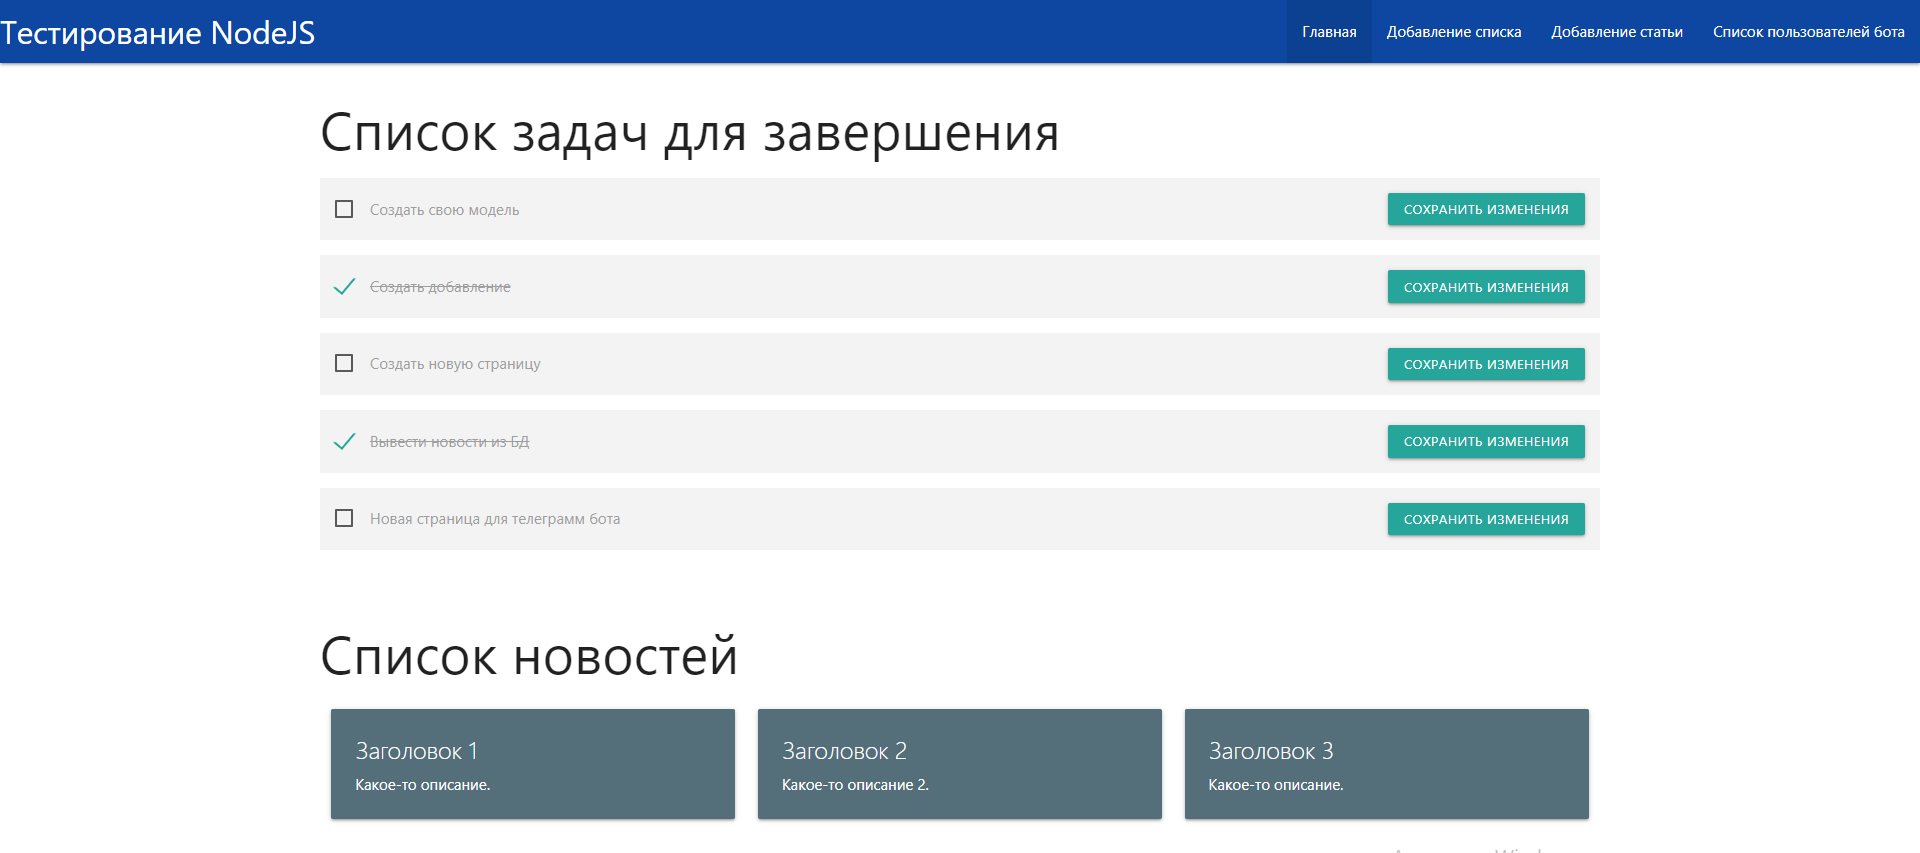 Тестирование NodeJS
Главная
Добавление списка
Добавление статьи
Список пользователей бота
Список задач для завершения
Создать свою модель
СОХРАНИТЬ ИЗМЕНЕНИЯ
Создать добавление
СОХРАНИТЬ ИЗМЕНЕНИЯ
Создать новую страницу
СОХРАНИТЬ ИЗМЕНЕНИЯ
Вывести новости из БД
СОХРАНИТЬ ИЗМЕНЕНИЯ
Новая страница для телеграмм бота
СОХРАНИТЬ ИЗМЕНЕНИЯ
Список новостей
Заголовок 1
Какое-то описание.
Заголовок 2
Какое-то описание 2.
Заголовок 3
Какое-то описание.